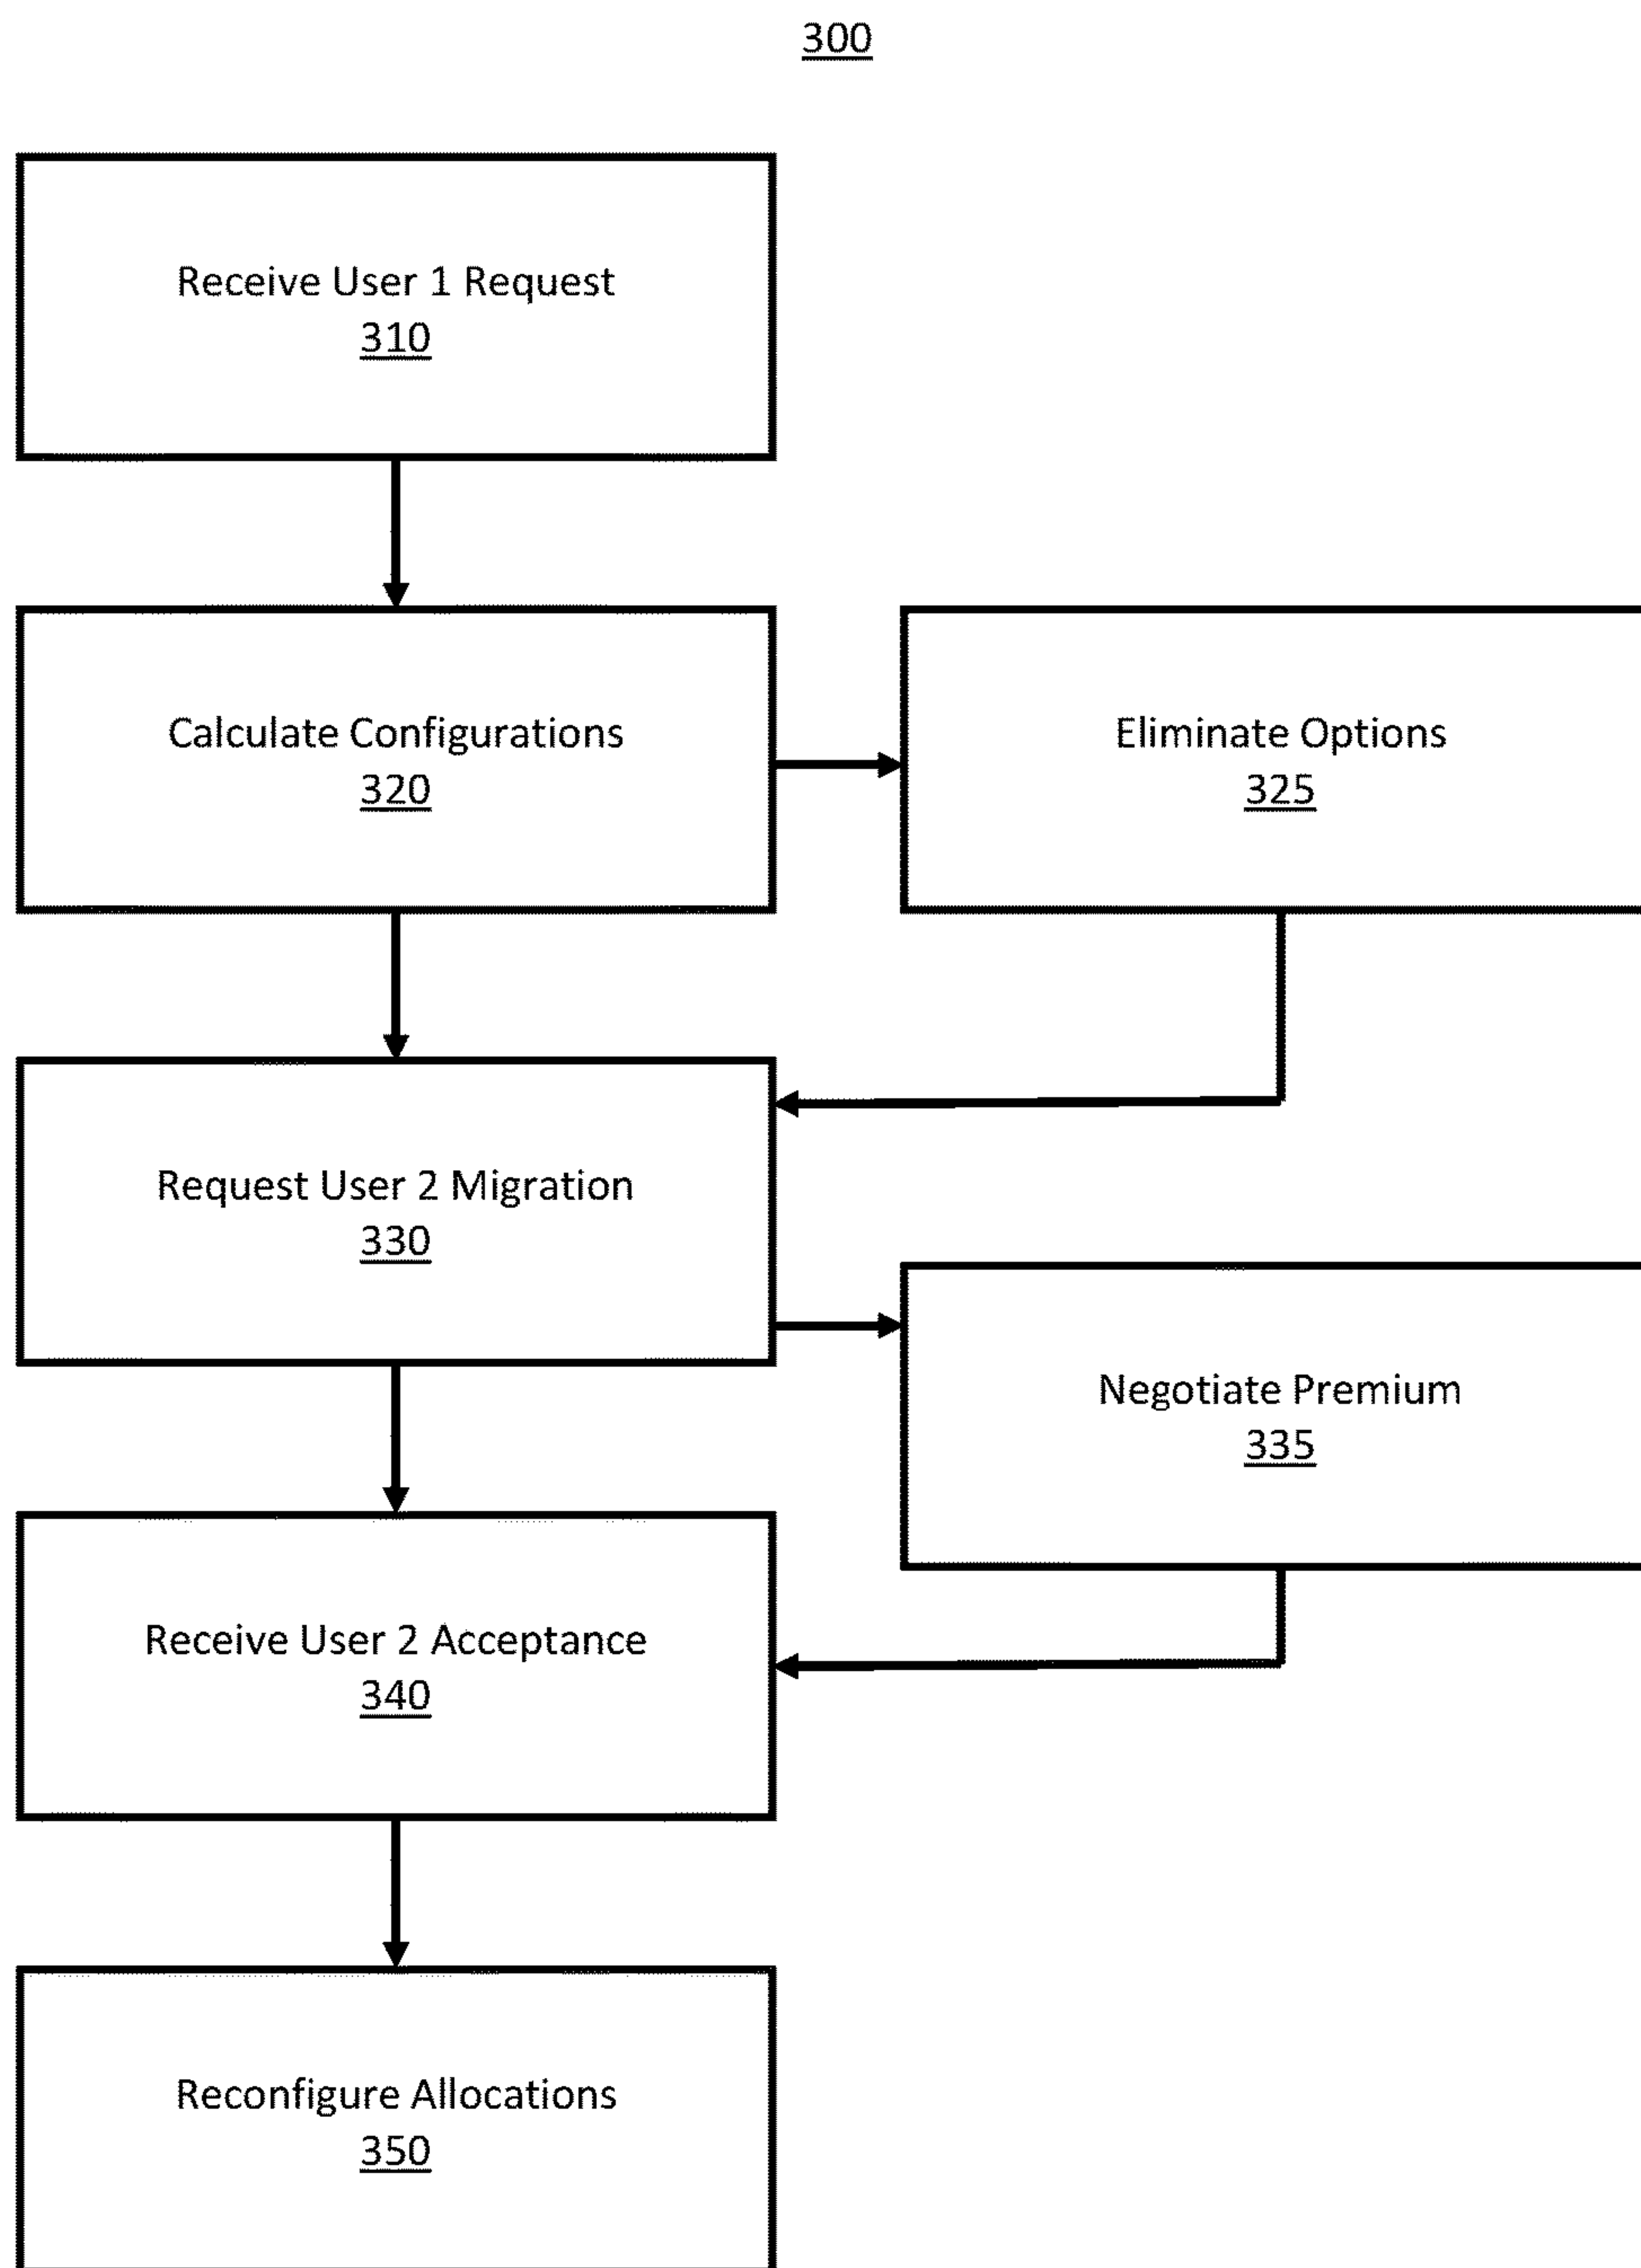 300
Receive User 1 Request
310
Calculate Configurations
320
Eliminate Options
325
Request User 2 Migration
330
Negotiate Premium
335
Receive User 2 Acceptance
340
Reconfigure Allocations
350